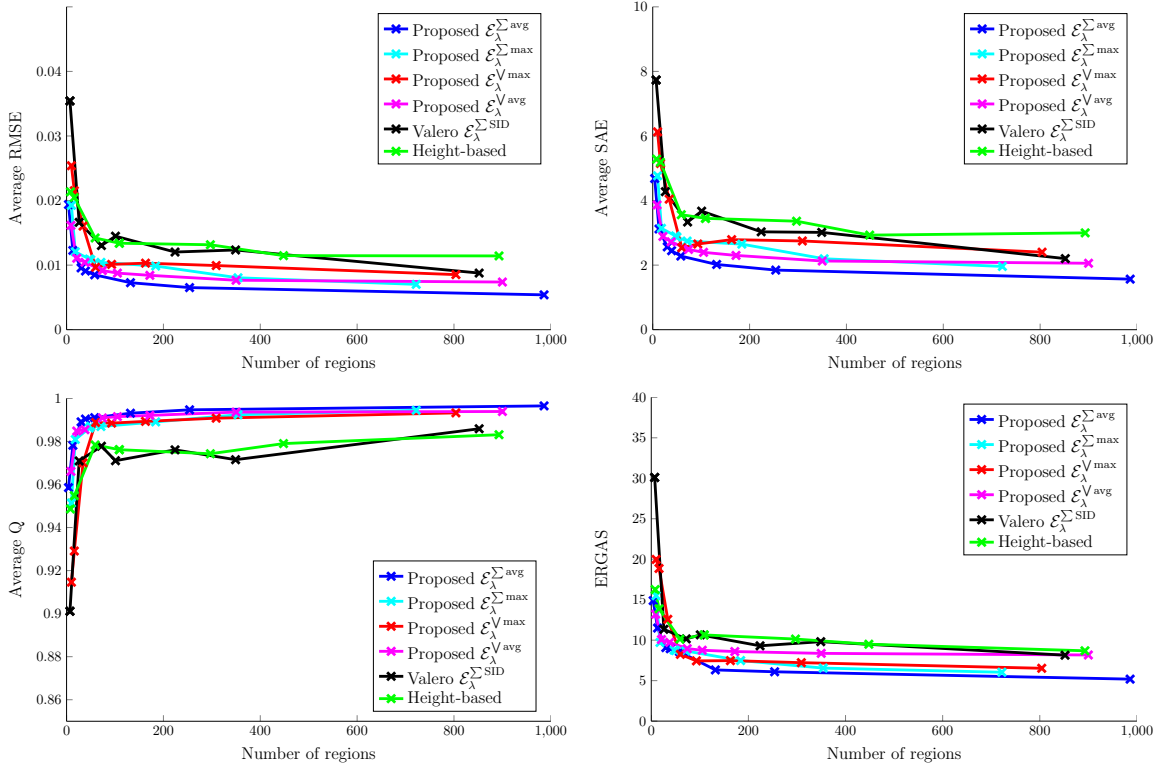 Average RMSE
0.04
0.03
0.02
0.01
0
0
200
400
600
800
1,000
Number of regions
Proposed ℰ_λ^{∑ avg}
Proposed ℰ_λ^{∑ max}
Proposed ℰ_λ^{⋁ max}
Proposed ℰ_λ^{⋁ avg}
Valero ℰ_λ^{∑ SID}
Height-based
Average SAE
10
8
6
4
2
0
0
200
400
600
800
1,000
Number of regions
Proposed ℰ_λ^{∑ avg}
Proposed ℰ_λ^{∑ max}
Proposed ℰ_λ^{⋁ max}
Proposed ℰ_λ^{⋁ avg}
Valero ℰ_λ^{∑ SID}
Height-based
Average Q
1
0.98
0.96
0.94
0.92
0.9
0.88
0.86
0
200
400
600
800
1,000
Number of regions
Proposed ℰ_λ^{∑ avg}
Proposed ℰ_λ^{∑ max}
Proposed ℰ_λ^{⋁ max}
Proposed ℰ_λ^{⋁ avg}
Valero ℰ_λ^{∑ SID}
Height-based
ERGAS
40
35
30
25
20
15
10
5
0
0
200
400
600
800
1,000
Number of regions
Proposed ℰ_λ^{∑ avg}
Proposed ℰ_λ^{∑ max}
Proposed ℰ_λ^{⋁ max}
Proposed ℰ_λ^{⋁ avg}
Valero ℰ_λ^{∑ SID}
Height-based